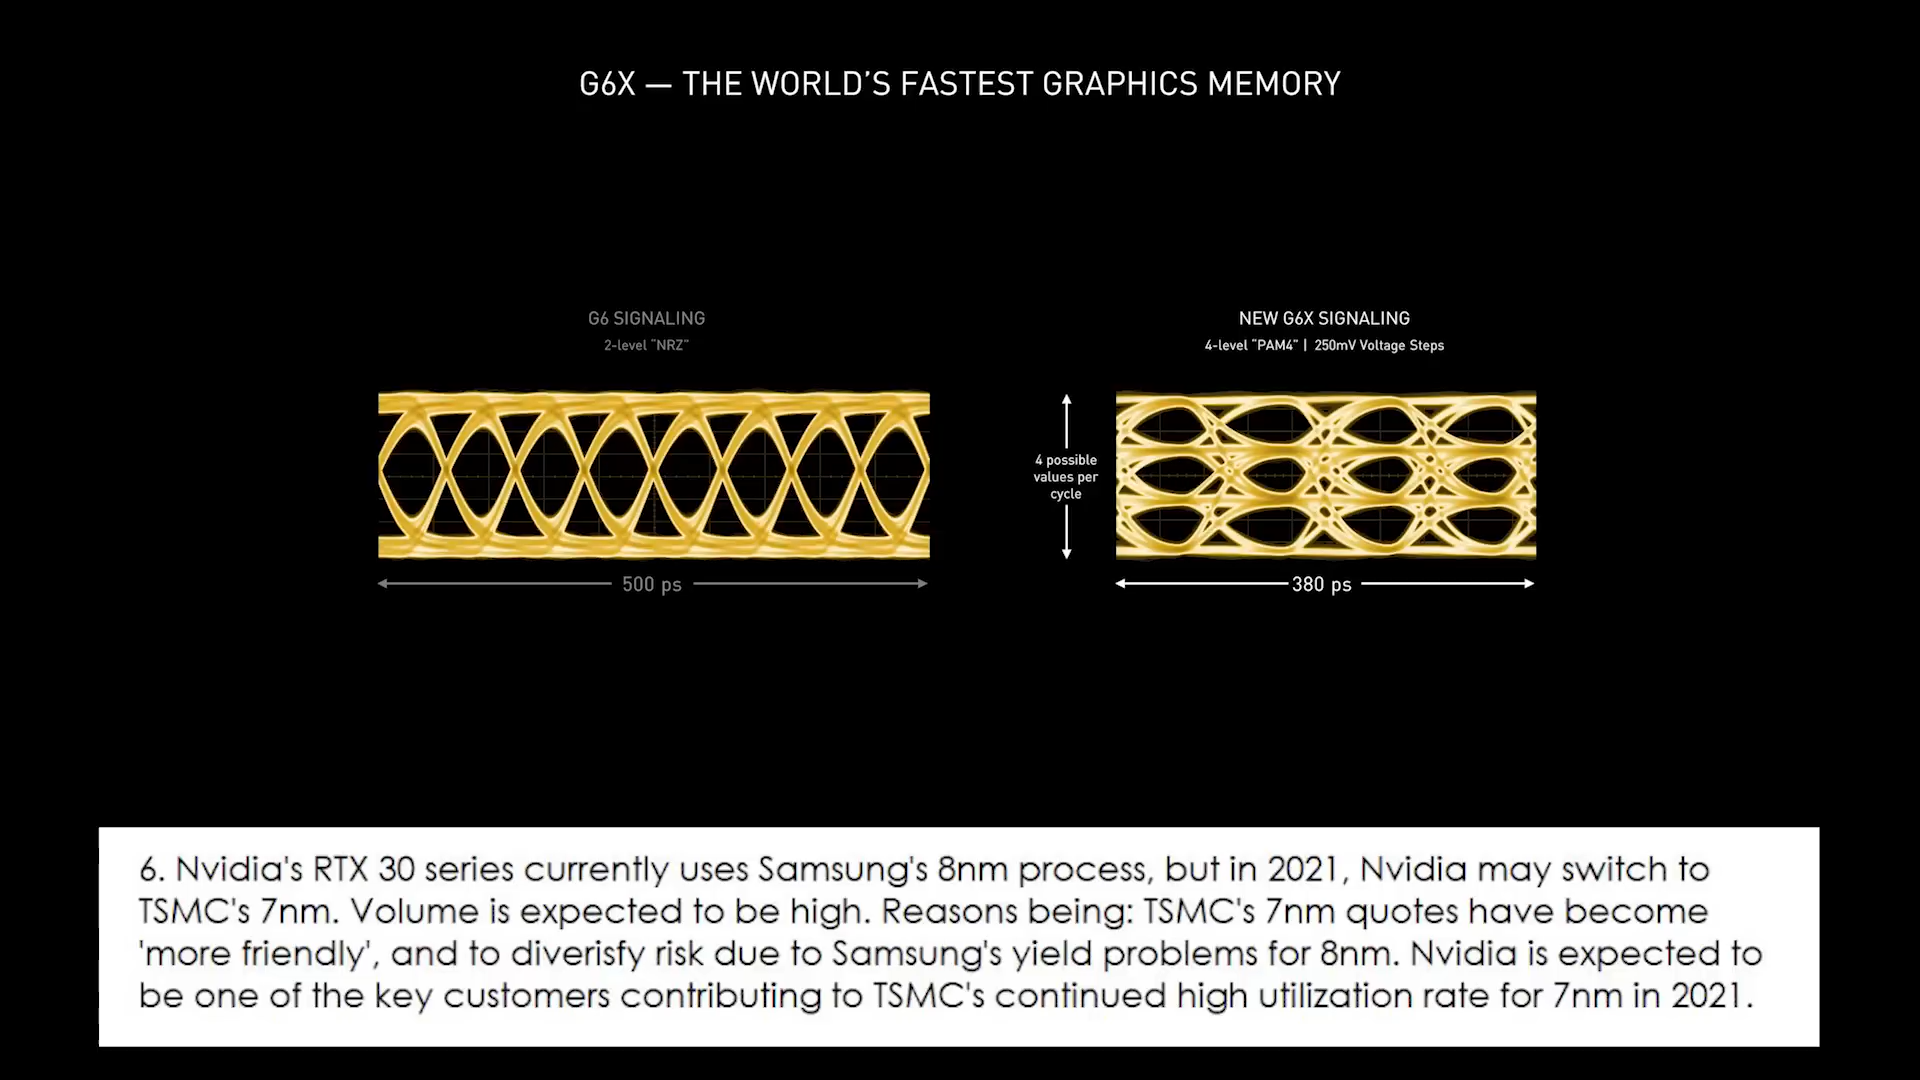 G6X — THE WORLD'S FASTEST GRAPHICS MEMORY
G6 SIGNALING
2-level "NRZ"
500 ps
NEW G6X SIGNALING
4-level "PAM4" | 250mV Voltage Steps
4 possible
values per
cycle
380 ps
6. Nvidia's RTX 30 series currently uses Samsung's 8nm process, but in 2021, Nvidia may switch to
TSMC's 7nm. Volume is expected to be high. Reasons being: TSMC's 7nm quotes have become
'more friendly', and to diverisfy risk due to Samsung's yield problems for 8nm. Nvidia is expected to
be one of the key customers contributing to TSMC's continued high utilization rate for 7nm in 2021.